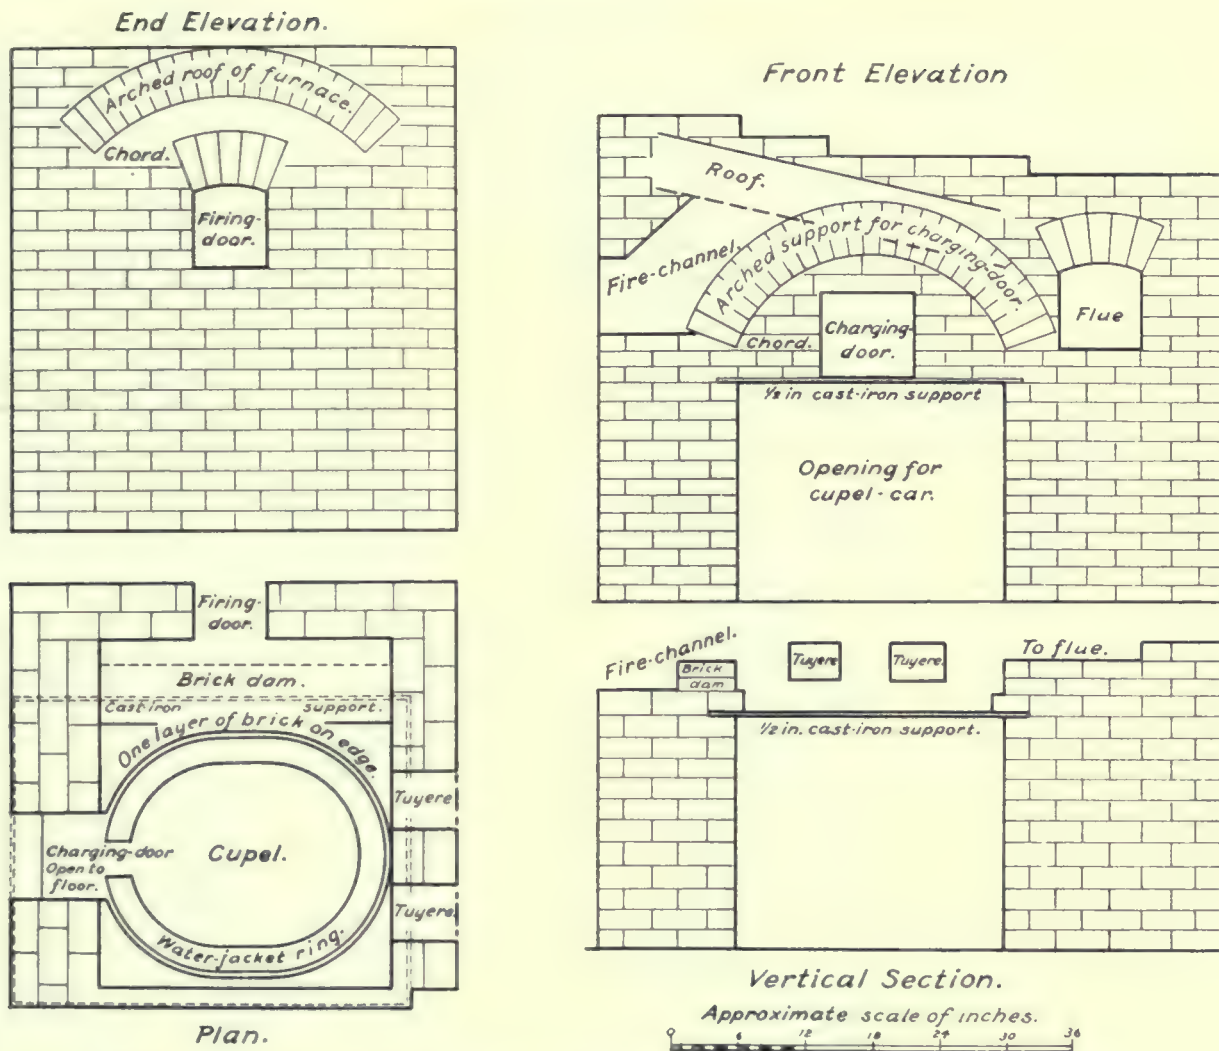 End Elevation.
Arched roof of furnace.
Chord.
Firing-
door.
Front Elevation
Roof.
Fire-channel.
Arched support for charging-door.
Chord.
Charging-
door.
Flue
1/2 in cast-iron support
Opening for
cupel-car.
Firing-
door.
Brick dam.
Cast-iron support.
One layer of brick on edge.
Tuyere
Charging-door
Open to
floor.
Cupel.
Tuyere.
Water-jacket ring.
Plan.
Fire-channel.
Brick
dam
Tuyere
Tuyere.
To flue.
1/2 in. cast-iron support.
Vertical Section.
Approximate scale of inches.
0 6 12 18 24 30 36